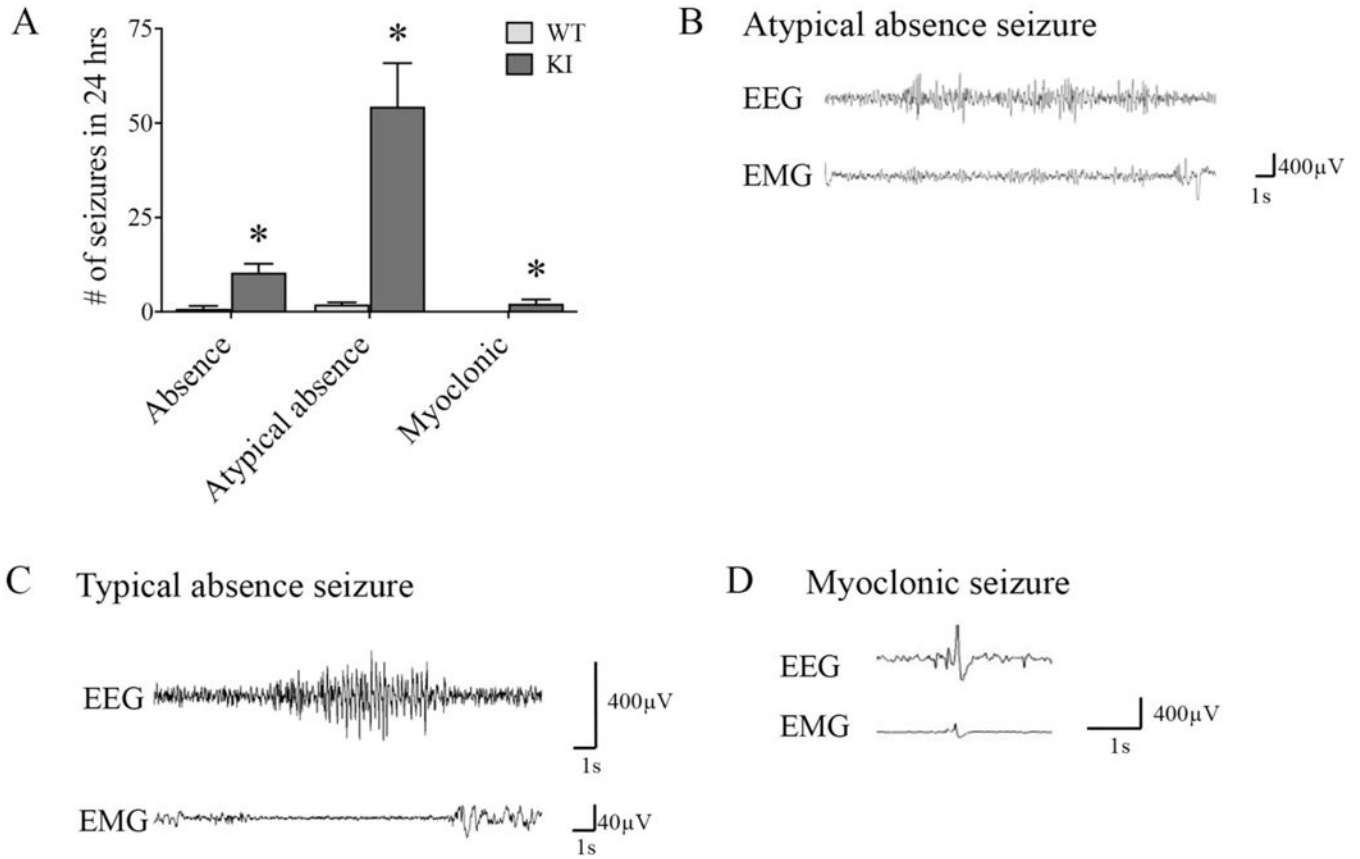 A
# of seizures in 24 hrs
75
50
25
0
*
*
*
WT
KI
Absence
Atypical absence
Myoclonic
B Atypical absence seizure
EEG
EMG
400μV
1s
C Typical absence seizure
EEG
400μV
1s
EMG
40μV
1s
D Myoclonic seizure
EEG
EMG
400μV
1s